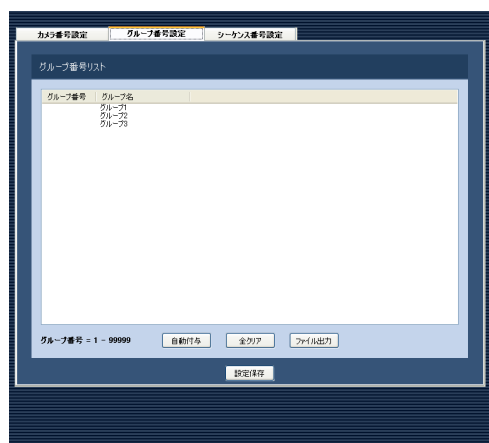 カメラ番号設定 グループ番号設定 シーケンス番号設定
グループ番号リスト
グループ番号 グループ名
グループ1
グループ2
グループ3
グループ番号 = 1 - 99999 自動付与 全クリア ファイル出力
設定保存